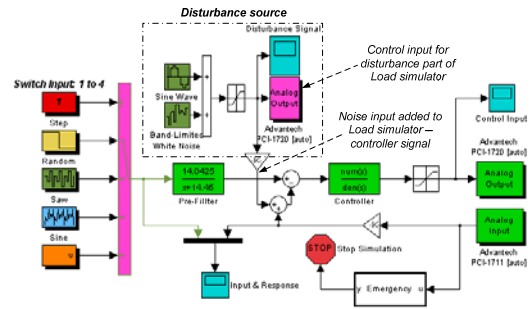 Disturbance source
Disturbance Signal
Control input for
disturbance part of
Load simulator
Switch Input: 1 to 4
Sine Wave
Analog
Output
1
Step
Band-Limited
White Noise
Advantech
PCI-1720 [auto]
Noise input added to
Load simulator –
controller signal
Control Input
Advantech
PCI-1720 [auto]
Random
14.0425
s+14.46
Pre-Filter
num(s)
den(s)
Controller
Analog
Output
Saw
K
Analog
Input
Sine
STOP
Stop Simulation
Advantech
PCI-1711 [auto]
u
Input & Response
y Emergency u